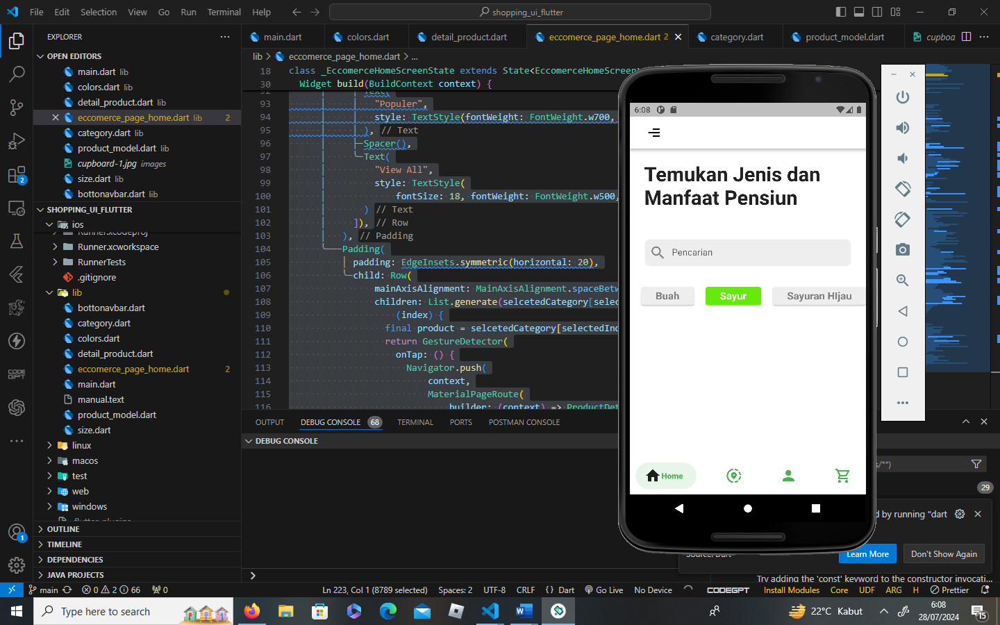 File Edit Selection View Go Run Terminal Help
shopping_ui_flutter
EXPLORER
OPEN EDITORS
main.dart lib
colors.dart lib
detail_product.dart lib
eccomerce_page_home.dart lib 2
category.dart lib
product_model.dart lib
cupboard-1.jpg images
size.dart lib
bottonavbar.dart lib
SHOPPING_UI_FLUTTER
ios
Runner.xcodeproj
Runner.xcworkspace
RunnerTests
.gitignore
lib
bottonavbar.dart
category.dart
colors.dart
detail_product.dart
eccomerce_page_home.dart 2
main.dart
manual.text
product_model.dart
size.dart
linux
macos
test
web
windows
.flutter-plugins
OUTLINE
TIMELINE
DEPENDENCIES
JAVA PROJECTS
2
CODE GPT
1
main.dart colors.dart detail_product.dart eccomerce_page_home.dart 2 category.dart product_model.dart cupboa
lib > eccomerce_page_home.dart > ...
18 class _EccomerceHomeScreenState extends State<EccomerceHomeScreen>
30 Widget build(BuildContext context) {
92 Text(
93 "Populer",
94 style: TextStyle(fontWeight: FontWeight.w700,
95 ), // Text
96 Spacer(),
97 Text(
98 "View All",
99 style: TextStyle(
100 fontSize: 18, fontWeight: FontWeight.w500,
101 ) // Text
102 ]), // Row
103 ), // Padding
104 Padding(
105 padding: EdgeInsets.symmetric(horizontal: 20),
106 child: Row(
107 mainAxisAlignment: MainAxisAlignment.spaceBetw
108 children: List.generate(selcetedCategory[selec
109 (index) {
110 final product = selcetedCategory[selectedInd
111 return GestureDetector(
112 onTap: () {
113 Navigator.push(
114 context,
115 MaterialPageRoute(
116 builder: (context) => ProductDet
OUTPUT DEBUG CONSOLE 68 TERMINAL PORTS POSTMAN CONSOLE
DEBUG CONSOLE
6:08
Temukan Jenis dan
Manfaat Pensiun
Pencarian
Buah Sayur Sayuran HIjau
Home
s/**)
29
d by running "dart
Source: Dart
Learn More Don't Show Again
Try adding the 'const' keyword to the constructor invocati...
main 0 2 66 0 Ln 223, Col 1 (8789 selected) Spaces: 2 UTF-8 CRLF { } Dart Go Live No Device CODEGPT Install Modules Core UDF ARG H Prettier
Type here to search
22°C Kabut
6:08
28/07/2024
15